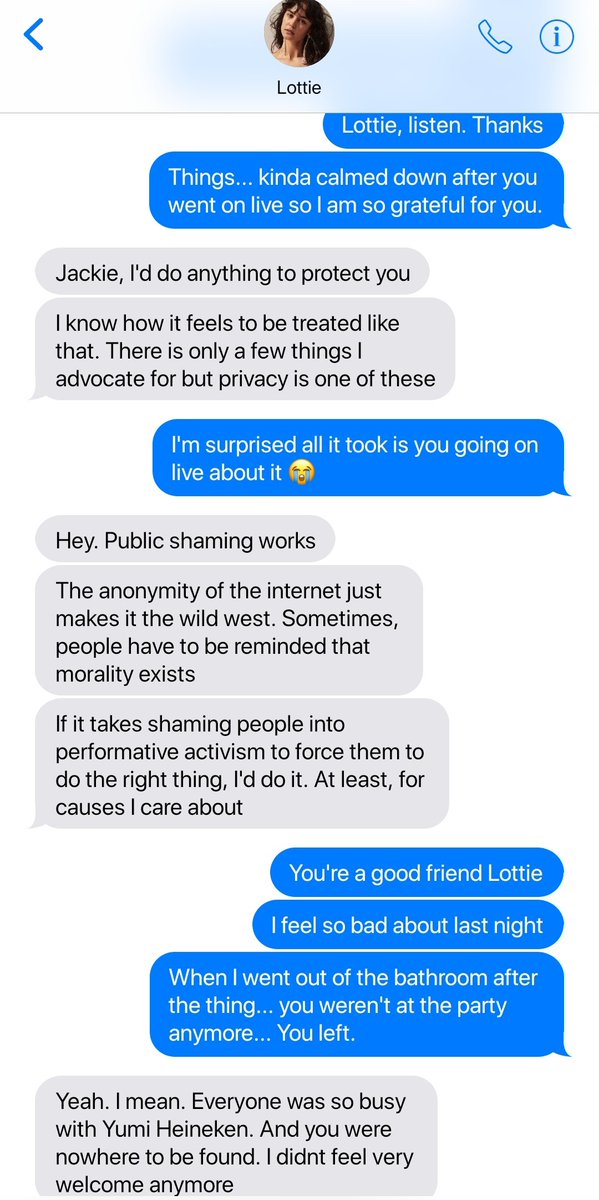 Lottie
Lottie, listen. Thanks
Things... kinda calmed down after you
went on live so I am so grateful for you.
Jackie, I'd do anything to protect you
I know how it feels to be treated like
that. There is only a few things I
advocate for but privacy is one of these
I'm surprised all it took is you going on
live about it 😭
Hey. Public shaming works
The anonymity of the internet just
makes it the wild west. Sometimes,
people have to be reminded that
morality exists
If it takes shaming people into
performative activism to force them to
do the right thing, I'd do it. At least, for
causes I care about
You're a good friend Lottie
I feel so bad about last night
When I went out of the bathroom after
the thing... you weren't at the party
anymore... You left.
Yeah. I mean. Everyone was so busy
with Yumi Heineken. And you were
nowhere to be found. I didnt feel very
welcome anymore